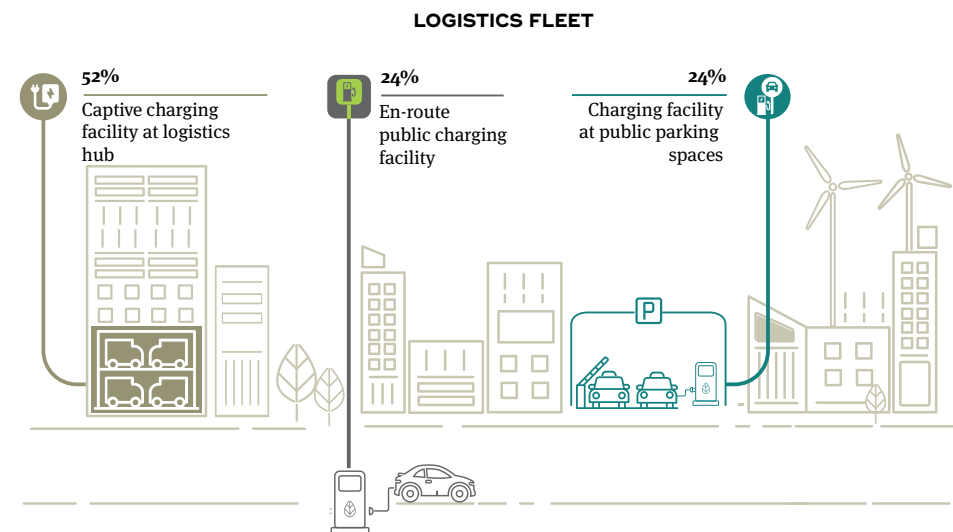 LOGISTICS FLEET
52%
Captive charging
facility at logistics
hub
24%
En-route
public charging
facility
24%
Charging facility
at public parking
spaces
P